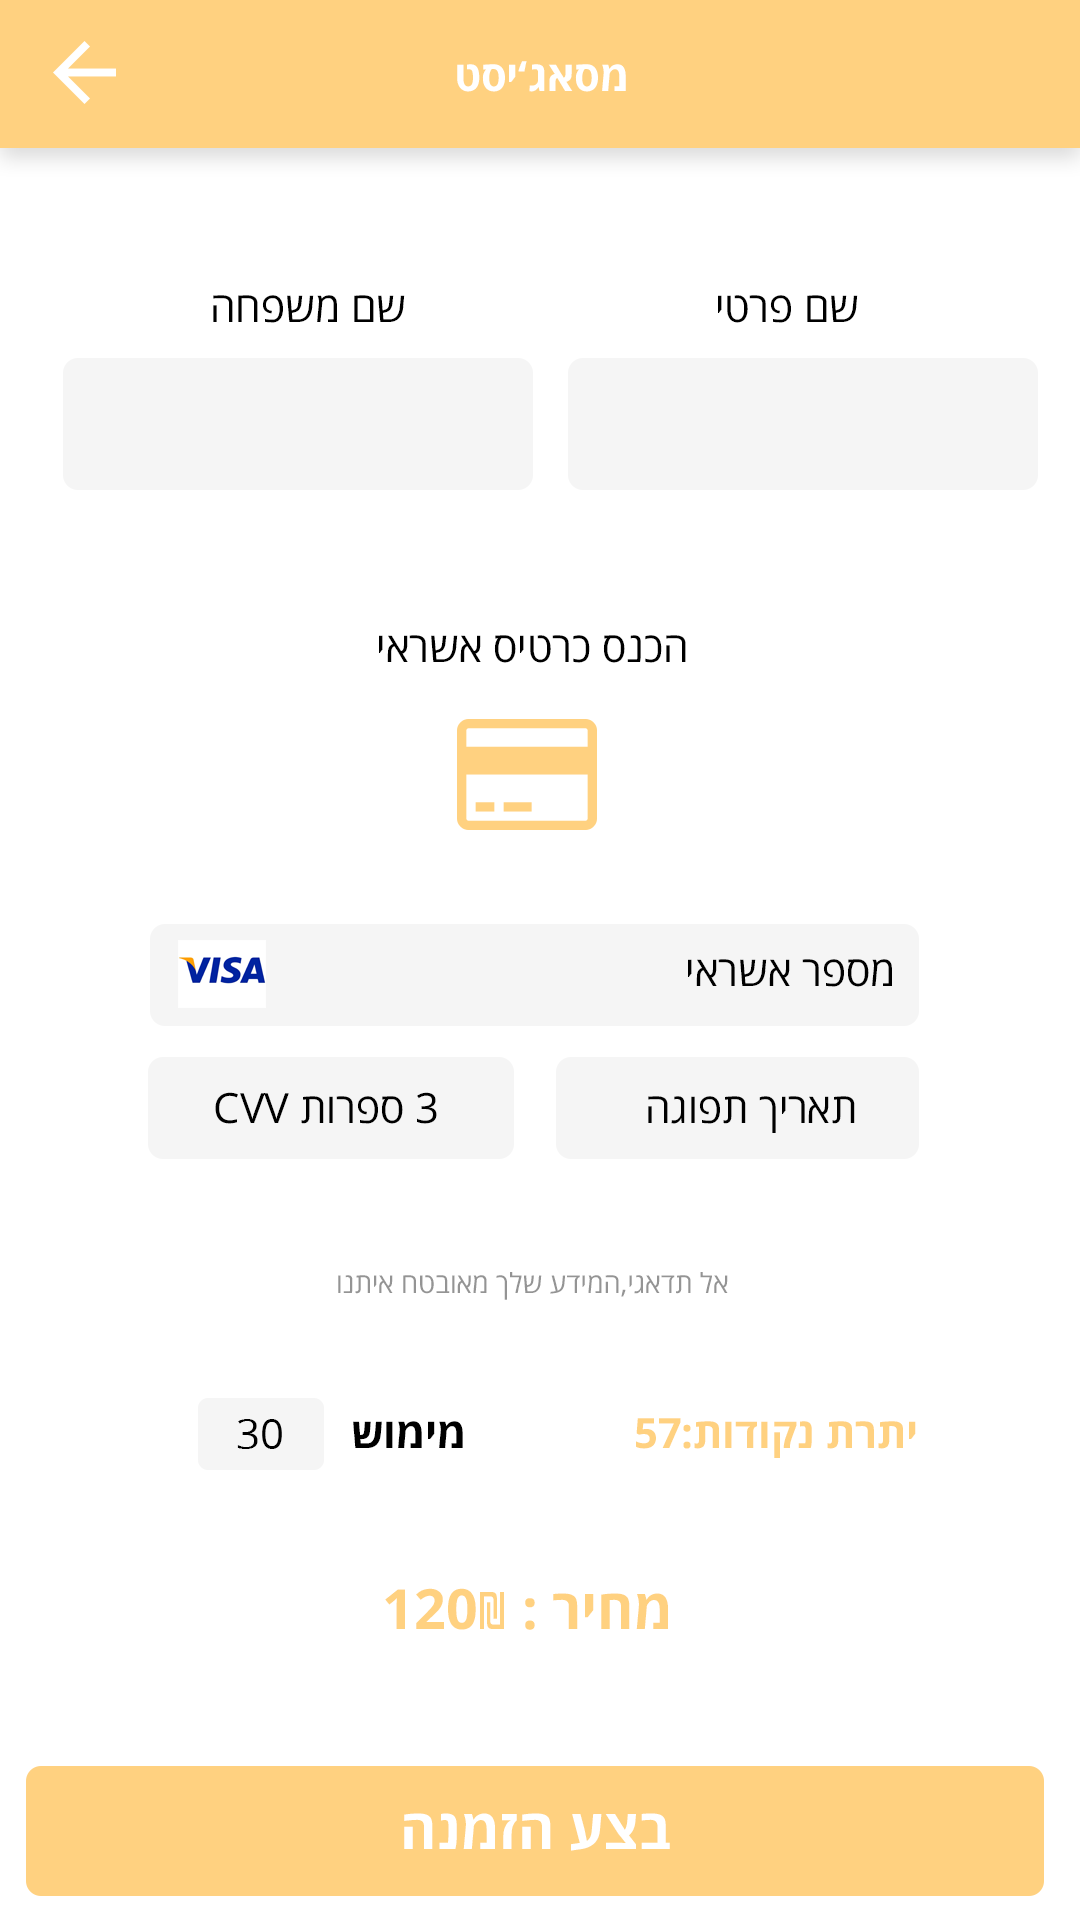 מסאג'יסט
שם פרטי
שם משפחה
הכנס כרטיס אשראי
מספר אשראי
VISA
תאריך תפוגה
3 ספרות CVV
אל תדאגי,המידע שלך מאובטח איתנו
יתרת נקודות:57
מימוש
30
מחיר : 120₪
בצע הזמנה